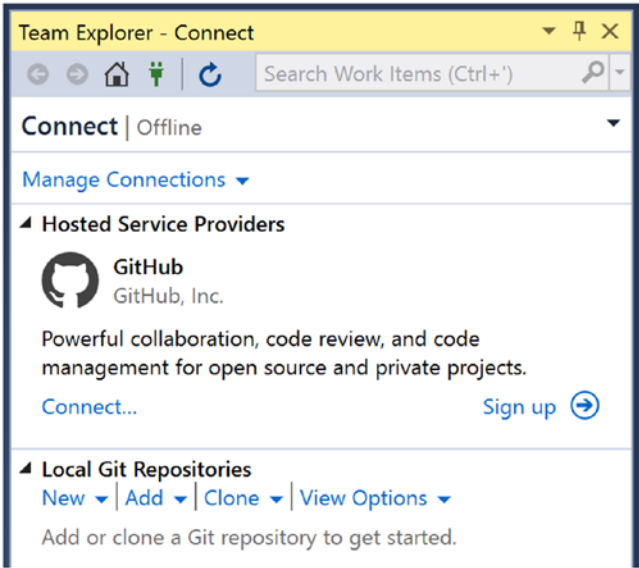 Team Explorer - Connect
Search Work Items (Ctrl+')
Connect | Offline
Manage Connections
Hosted Service Providers
GitHub
GitHub, Inc.
Powerful collaboration, code review, and code
management for open source and private projects.
Connect... Sign up
Local Git Repositories
New | Add | Clone | View Options
Add or clone a Git repository to get started.